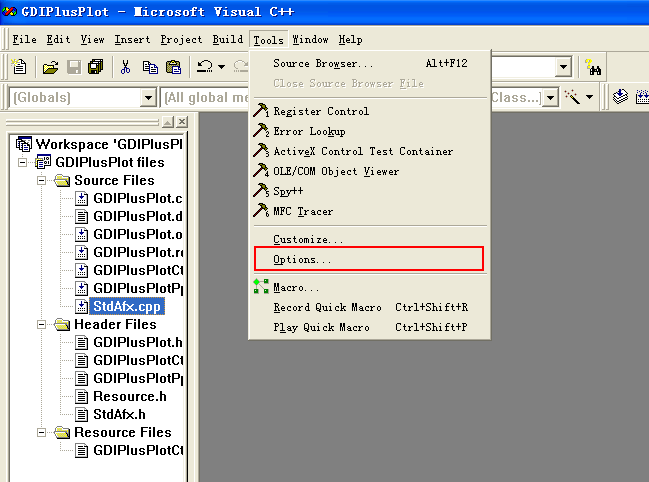 GDIPlusPlot - Microsoft Visual C++
File Edit View Insert Project Build Tools Window Help
Source Browser... Alt+F12
Close Source Browser File
(Globals) (All global me Class...]
Register Control
Error Lookup
ActiveX Control Test Container
OLE/COM Object Viewer
Spy++
MFC Tracer
Customize...
Options...
Macro...
Record Quick Macro Ctrl+Shift+R
Play Quick Macro Ctrl+Shift+P
Workspace 'GDIPlusPl
GDIPlusPlot files
Source Files
GDIPlusPlot.c
GDIPlusPlot.d
GDIPlusPlot.o
GDIPlusPlot.r
GDIPlusPlotCt
GDIPlusPlotPp
StdAfx.cpp
Header Files
GDIPlusPlot.h
GDIPlusPlotCt
GDIPlusPlotPp
Resource.h
StdAfx.h
Resource Files
GDIPlusPlotCt